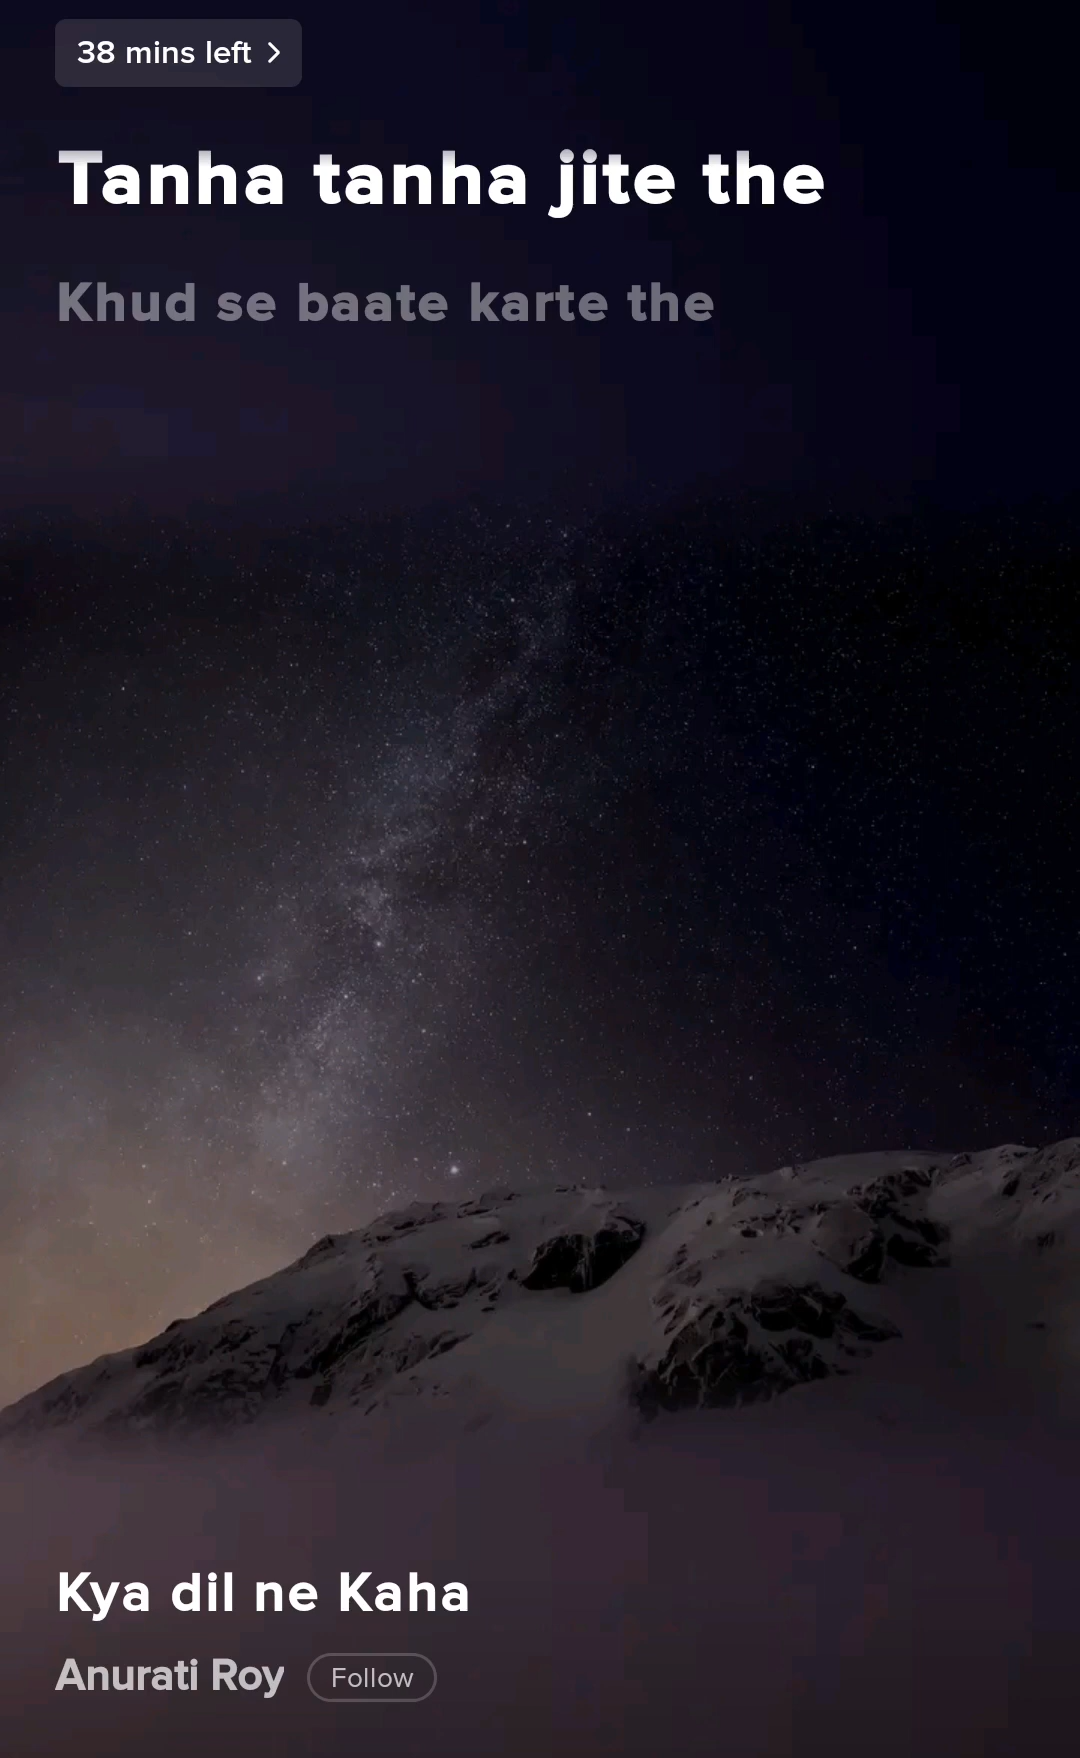 38 mins left >
Tanha tanha jite the
Khud se baate karte the
Kya dil ne Kaha
Anurati Roy Follow